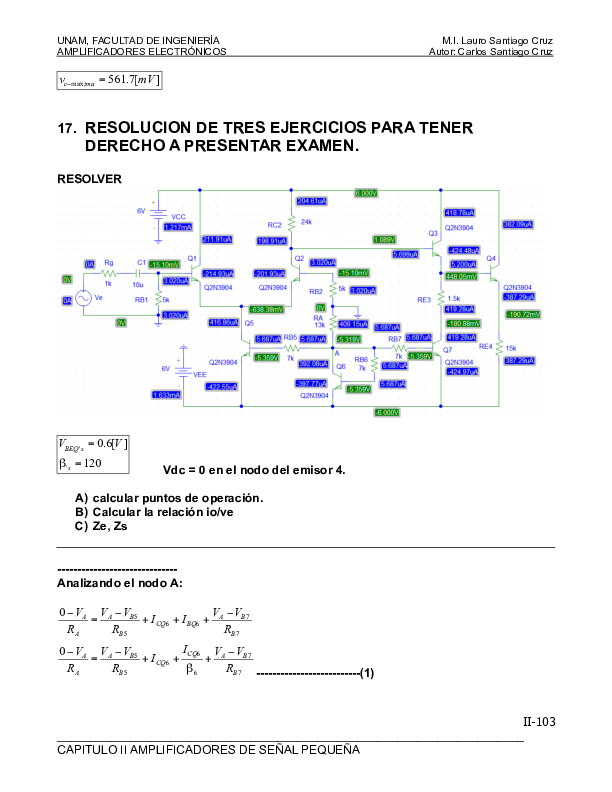 UNAM, FACULTAD DE INGENIERÍA M.I. Lauro Santiago Cruz
AMPLIFICADORES ELECTRÓNICOS Autor: Carlos Santiago Cruz
v_{c-máxima} = 561.7[mV]
17. RESOLUCION DE TRES EJERCICIOS PARA TENER
DERECHO A PRESENTAR EXAMEN.
RESOLVER
204.61uA 6.000V
6V VCC 1.217mA
RC2 24k
418.78uA 382.09uA
Q3 Q2N3904
211.91uA 198.91uA 1.089V 5.699uA -424.48uA
0A Rg C1 -15.10mV Q1 Q2 3.020uA 5.200uA Q4
0V 1k 10u 3.020uA -214.93uA -201.93uA -15.10mV 448.05mV
0A Ve RB1 5k Q2N3904 Q2N3904 RB2 5k 3.020uA RE3 1.5k Q2N3904 -387.29uA
0V 3.020uA -638.38mV 0V 419.28uA -190.72mV
416.86uA Q5 RA 13k 409.15uA 5.687uA -180.88mV
RB5 5.687uA 5.687uA -5.319V RB7 5.687uA 419.28uA RE4 15k
-5.359V 7k A 392.08uA RB6 7k 7k -5.359V Q7 387.29uA
6V Q2N3904 Q6 5.687uA Q2N3904
VEE -422.55uA -397.77uA 5.687uA -424.97uA
1.633mA Q2N3904 -5.359V
-6.000V
V_{BEQ's} = 0.6[V]
β_{'s} = 120
Vdc = 0 en el nodo del emisor 4.
A) calcular puntos de operación.
B) Calcular la relación io/ve
C) Ze, Zs
------------------------------
Analizando el nodo A:
\frac{0-V_A}{R_A} = \frac{V_A-V_{B5}}{R_{B5}} + I_{CQ6} + I_{BQ6} + \frac{V_A-V_{B7}}{R_{B7}}
\frac{0-V_A}{R_A} = \frac{V_A-V_{B5}}{R_{B5}} + I_{CQ6} + \frac{I_{CQ6}}{β_6} + \frac{V_A-V_{B7}}{R_{B7}} --------------------------(1)
II-103
CAPITULO II AMPLIFICADORES DE SEÑAL PEQUEÑA